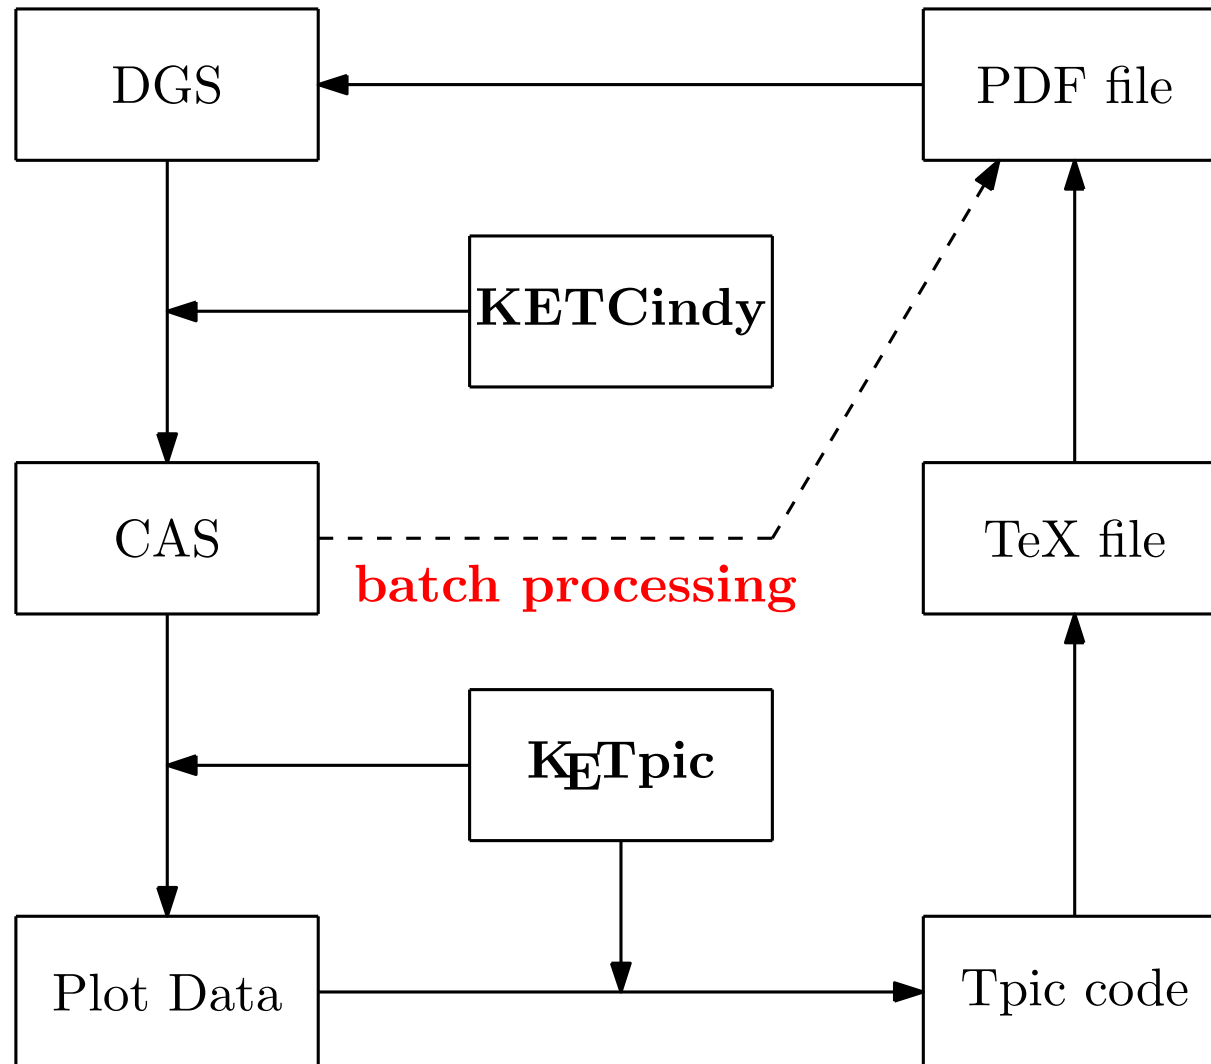 DGS
PDF file
KETCindy
CAS
TeX file
batch processing
KETpic
Plot Data
Tpic code